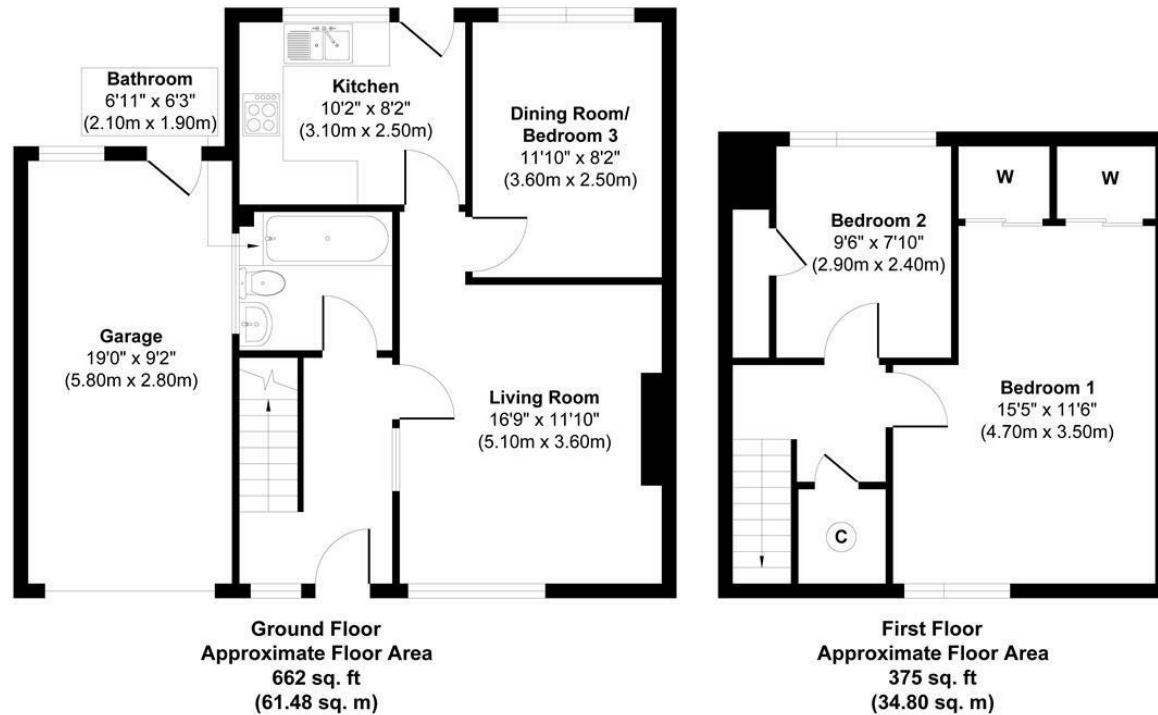 Bathroom
6'11" x 6'3"
(2.10m x 1.90m)
Kitchen
10'2" x 8'2"
(3.10m x 2.50m)
Dining Room/
Bedroom 3
11'10" x 8'2"
(3.60m x 2.50m)
Garage
19'0" x 9'2"
(5.80m x 2.80m)
Living Room
16'9" x 11'10"
(5.10m x 3.60m)
Ground Floor
Approximate Floor Area
662 sq. ft
(61.48 sq. m)
W
W
Bedroom 2
9'6" x 7'10"
(2.90m x 2.40m)
Bedroom 1
15'5" x 11'6"
(4.70m x 3.50m)
C
First Floor
Approximate Floor Area
375 sq. ft
(34.80 sq. m)